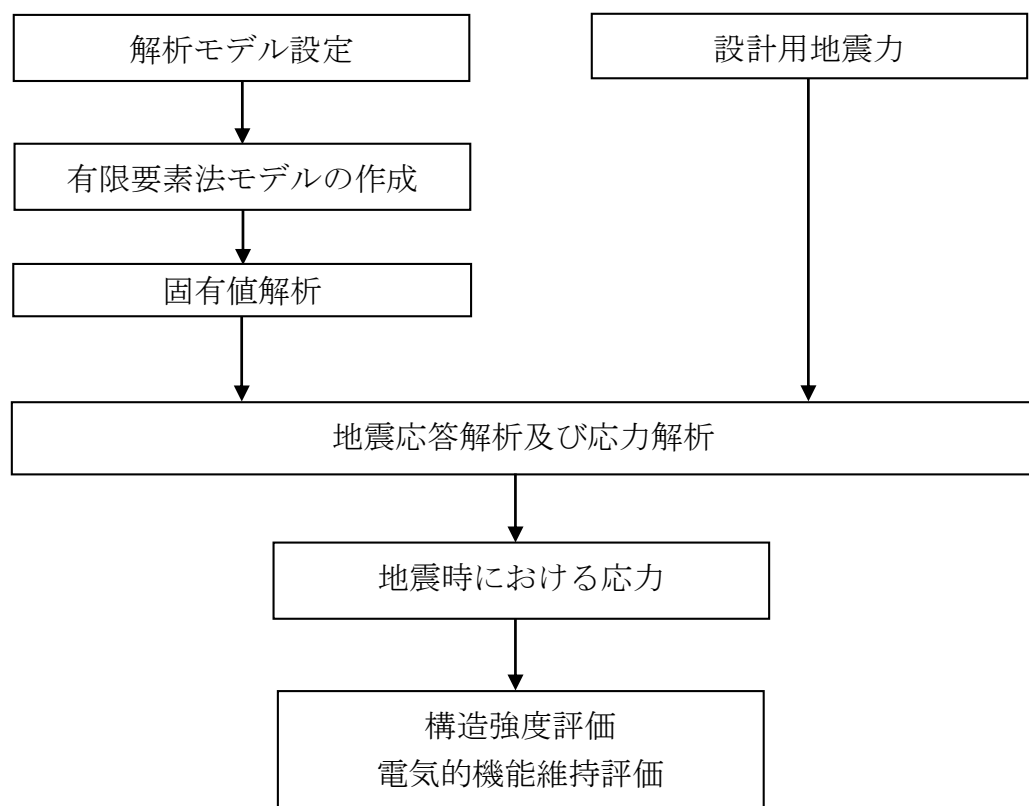 解析モデル設定
設計用地震力
有限要素法モデルの作成
固有値解析
地震応答解析及び応力解析
地震時における応力
構造強度評価
電気的機能維持評価